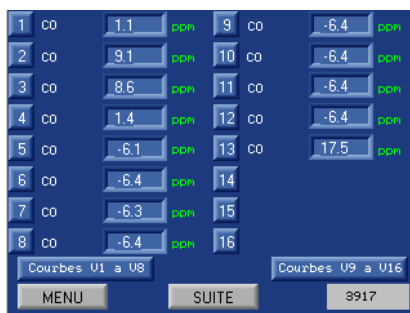 1 CO 1.1 ppm 9 CO -6.4 ppm
2 CO 9.1 ppm 10 CO -6.4 ppm
3 CO 8.6 ppm 11 CO -6.4 ppm
4 CO 1.4 ppm 12 CO -6.4 ppm
5 CO -6.1 ppm 13 CO 17.5 ppm
6 CO -6.4 ppm 14
7 CO -6.3 ppm 15
8 CO -6.4 ppm 16
Courbes V1 a V8 Courbes V9 a V16
MENU SUITE 3917